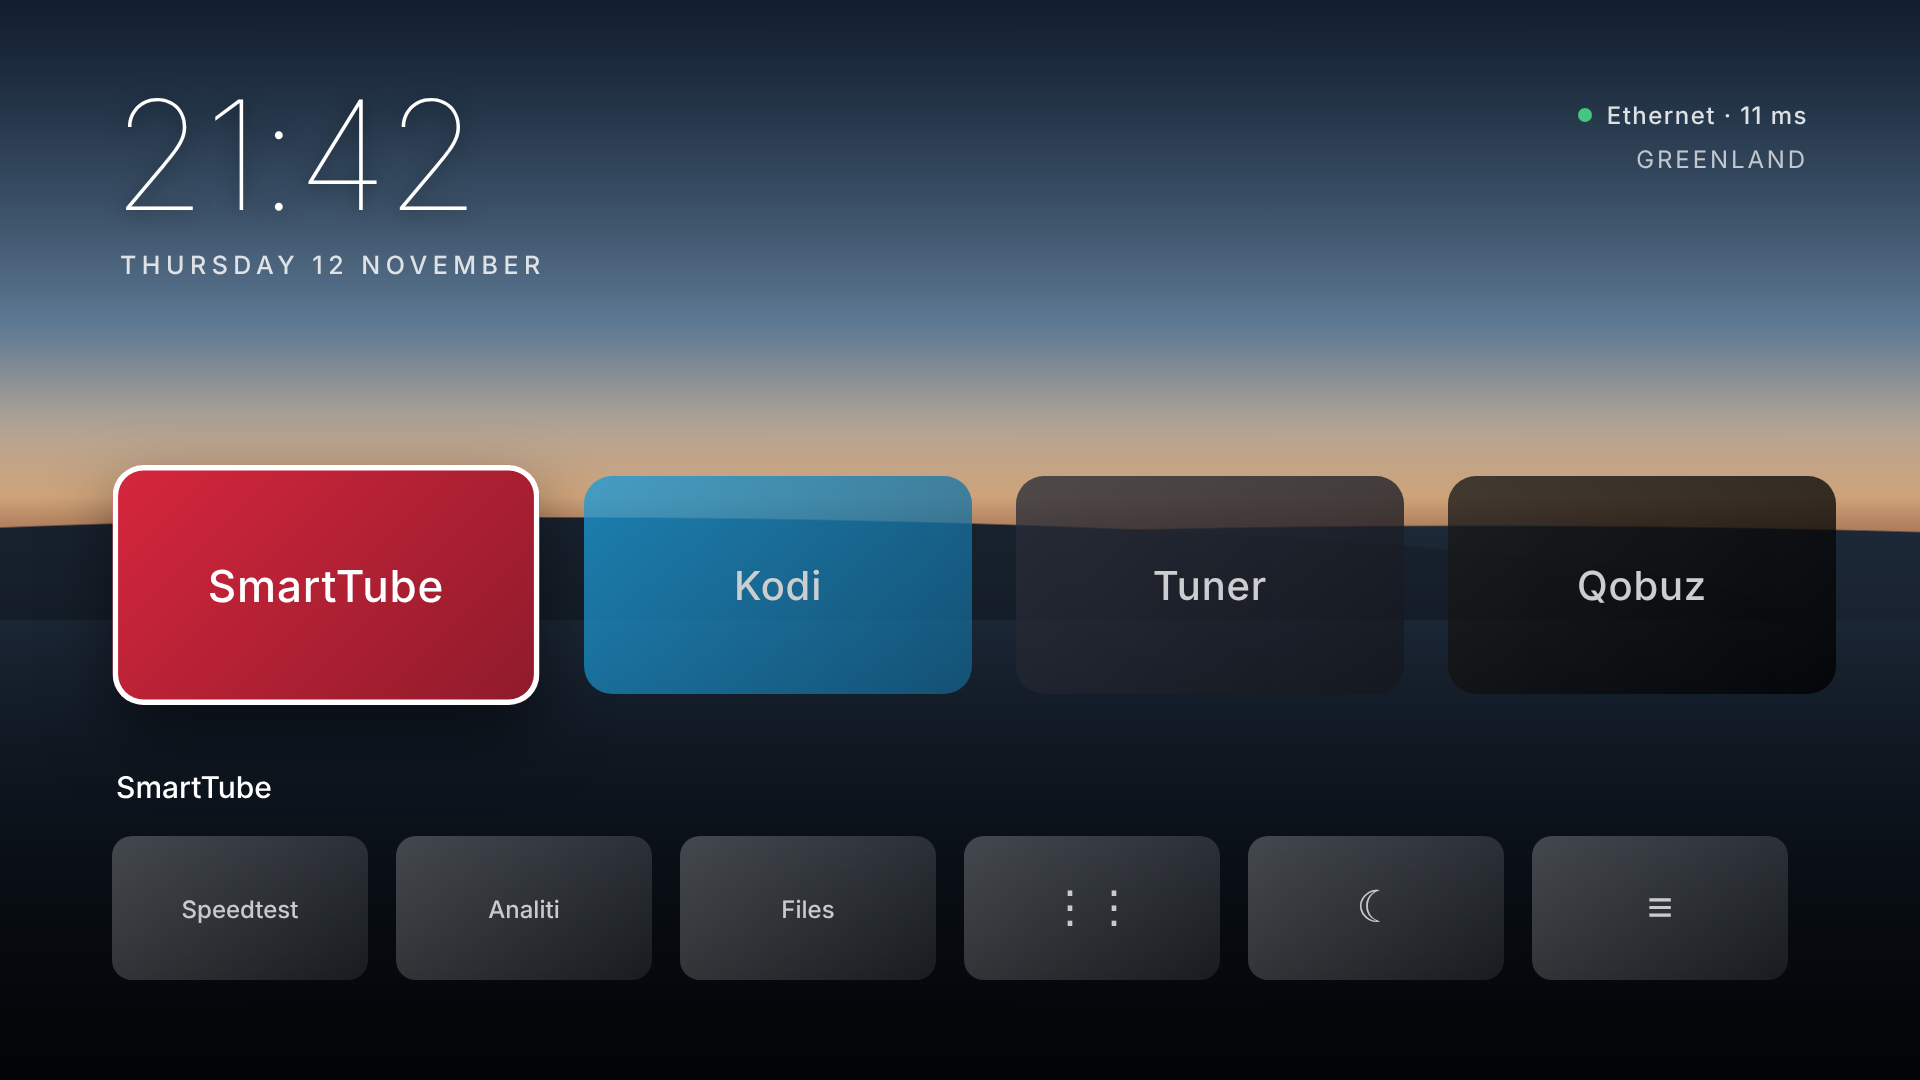 21:42
Ethernet · 11 ms
GREENLAND
THURSDAY 12 NOVEMBER
SmartTube
Kodi
Tuner
Qobuz
SmartTube
Speedtest
Analiti
Files